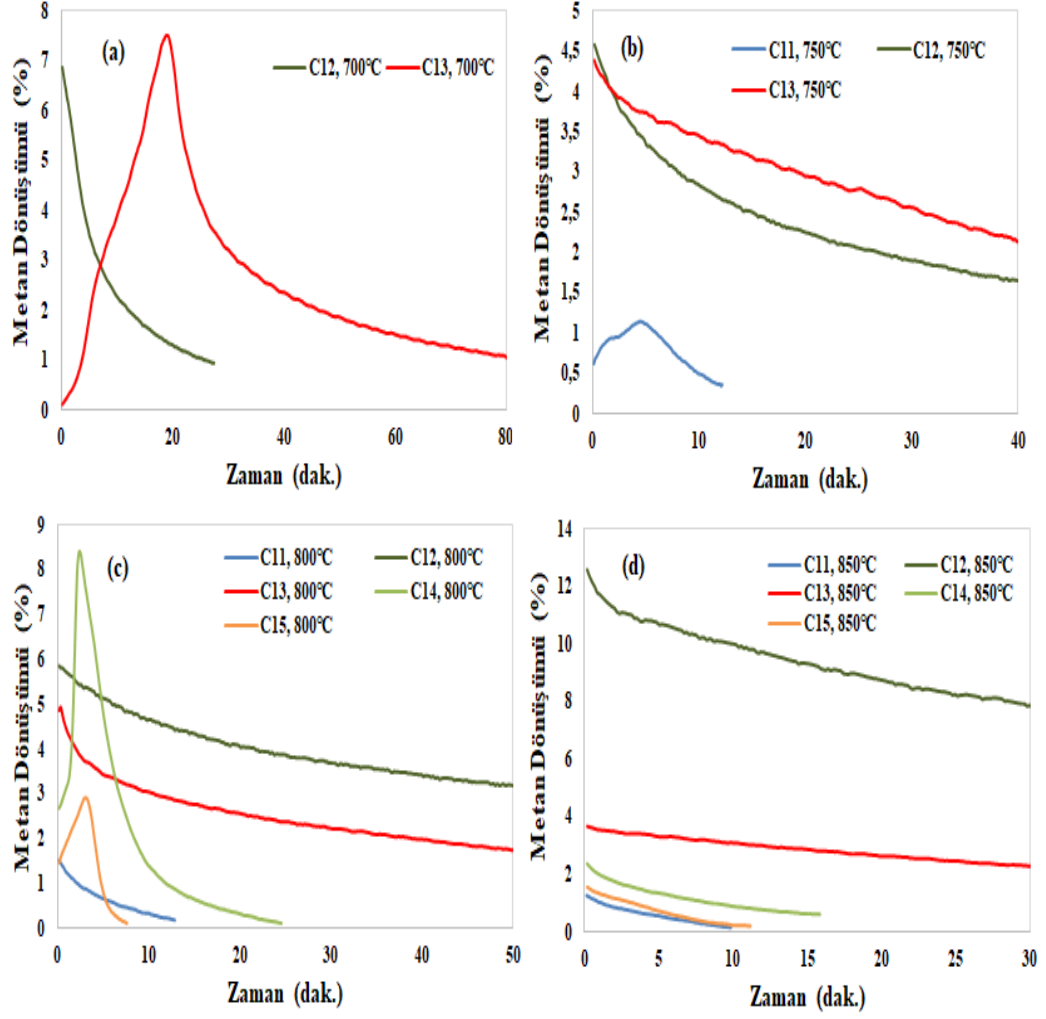 (a)
C12, 700℃ C13, 700℃
Metan Dönüşümü (%)
8
7
6
5
4
3
2
1
0
0 20 40 60 80
Zaman (dak.)
(b)
C11, 750℃ C12, 750℃
C13, 750℃
Metan Dönüşümü (%)
5
4,5
4
3,5
3
2,5
2
1,5
1
0,5
0
0 10 20 30 40
Zaman (dak.)
(c)
C11, 800℃ C12, 800℃
C13, 800℃ C14, 800℃
C15, 800℃
Metan Dönüşümü (%)
9
8
7
6
5
4
3
2
1
0
0 10 20 30 40 50
Zaman (dak.)
(d)
C11, 850℃ C12, 850℃
C13, 850℃ C14, 850℃
C15, 850℃
Metan Dönüşümü (%)
14
12
10
8
6
4
2
0
0 5 10 15 20 25 30
Zaman (dak.)